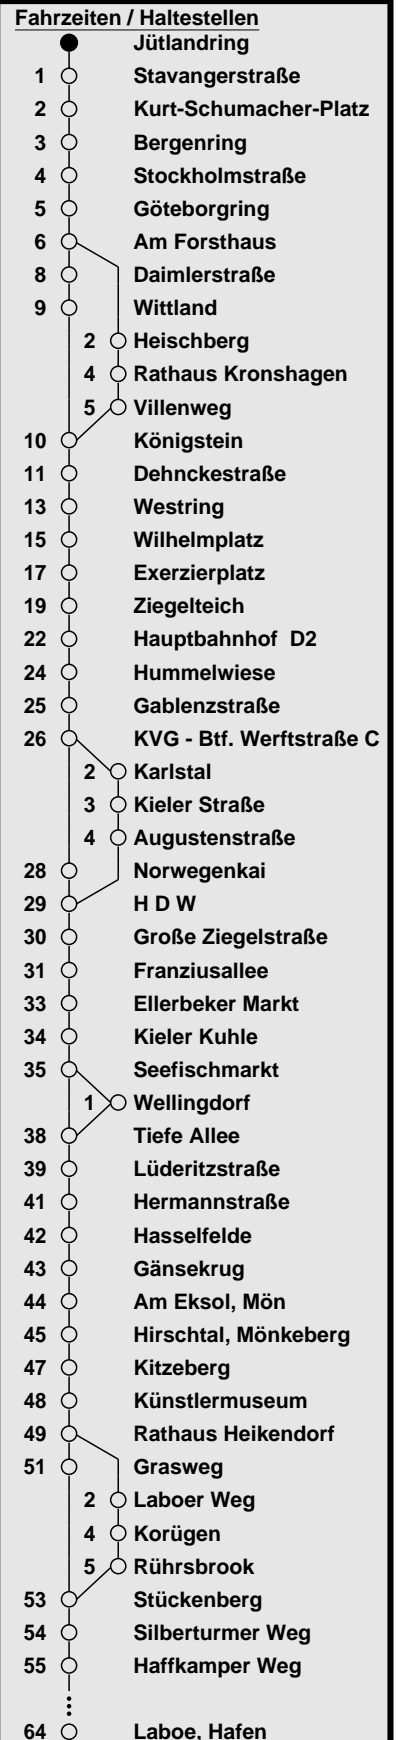 Fahrzeiten / Haltestellen
Jütlandring
1 Stavangerstraße
2 Kurt-Schumacher-Platz
3 Bergenring
4 Stockholmstraße
5 Göteborgring
6 Am Forsthaus
8 Daimlerstraße
9 Wittland
2 Heischberg
4 Rathaus Kronshagen
5 Villenweg
10 Königstein
11 Dehnckestraße
13 Westring
15 Wilhelmplatz
17 Exerzierplatz
19 Ziegelteich
22 Hauptbahnhof D2
24 Hummelwiese
25 Gablenzstraße
26 KVG - Btf. Werftstraße C
2 Karlstal
3 Kieler Straße
4 Augustenstraße
28 Norwegenkai
29 H D W
30 Große Ziegelstraße
31 Franziusallee
33 Ellerbeker Markt
34 Kieler Kuhle
35 Seefischmarkt
1 Wellingdorf
38 Tiefe Allee
39 Lüderitzstraße
41 Hermannstraße
42 Hasselfelde
43 Gänsekrug
44 Am Eksol, Mön
45 Hirschtal, Mönkeberg
47 Kitzeberg
48 Künstlermuseum
49 Rathaus Heikendorf
51 Grasweg
2 Laboer Weg
4 Korügen
5 Rührsbrook
53 Stückenberg
54 Silberturmer Weg
55 Haffkamper Weg
64 Laboe, Hafen